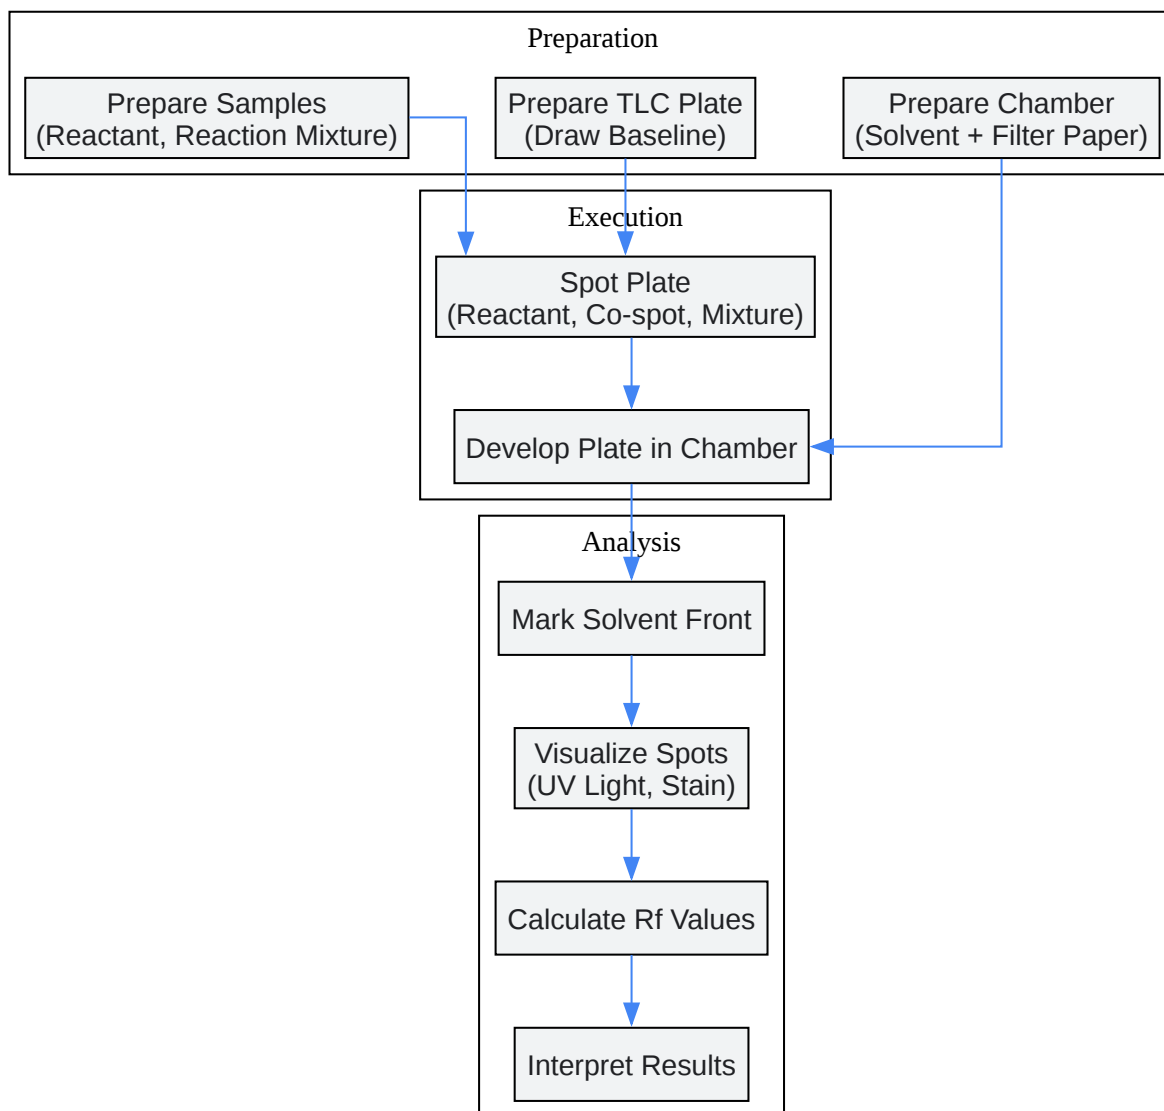 Preparation
Prepare Samples
(Reactant, Reaction Mixture)
Prepare TLC Plate
(Draw Baseline)
Prepare Chamber
(Solvent + Filter Paper)
Execution
Spot Plate
(Reactant, Co-spot, Mixture)
Develop Plate in Chamber
Analysis
Mark Solvent Front
Visualize Spots
(UV Light, Stain)
Calculate Rf Values
Interpret Results